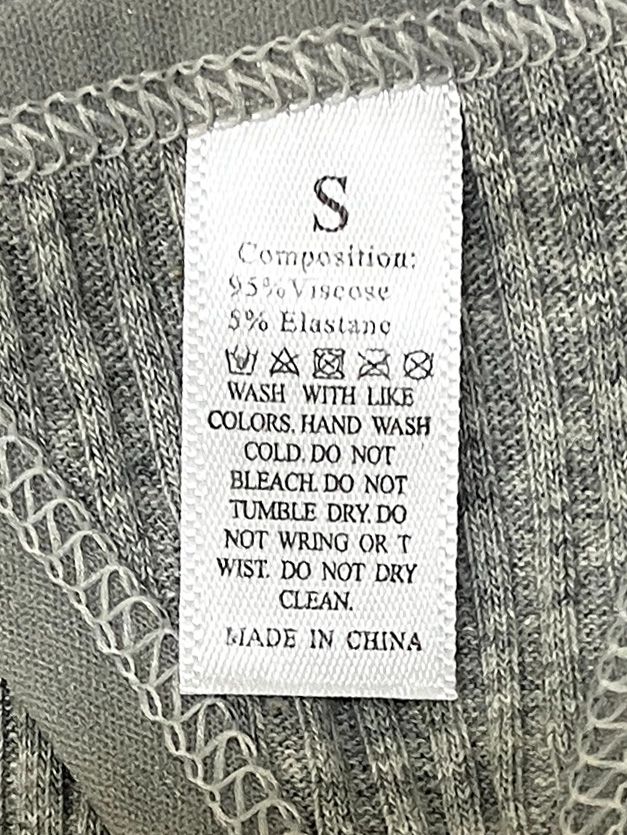 S
Composition:
95%Viscose
5% Elastane
WASH WITH LIKE
COLORS. HAND WASH
COLD. DO NOT
BLEACH. DO NOT
TUMBLE DRY. DO
NOT WRING OR T
WIST. DO NOT DRY
CLEAN.
MADE IN CHINA